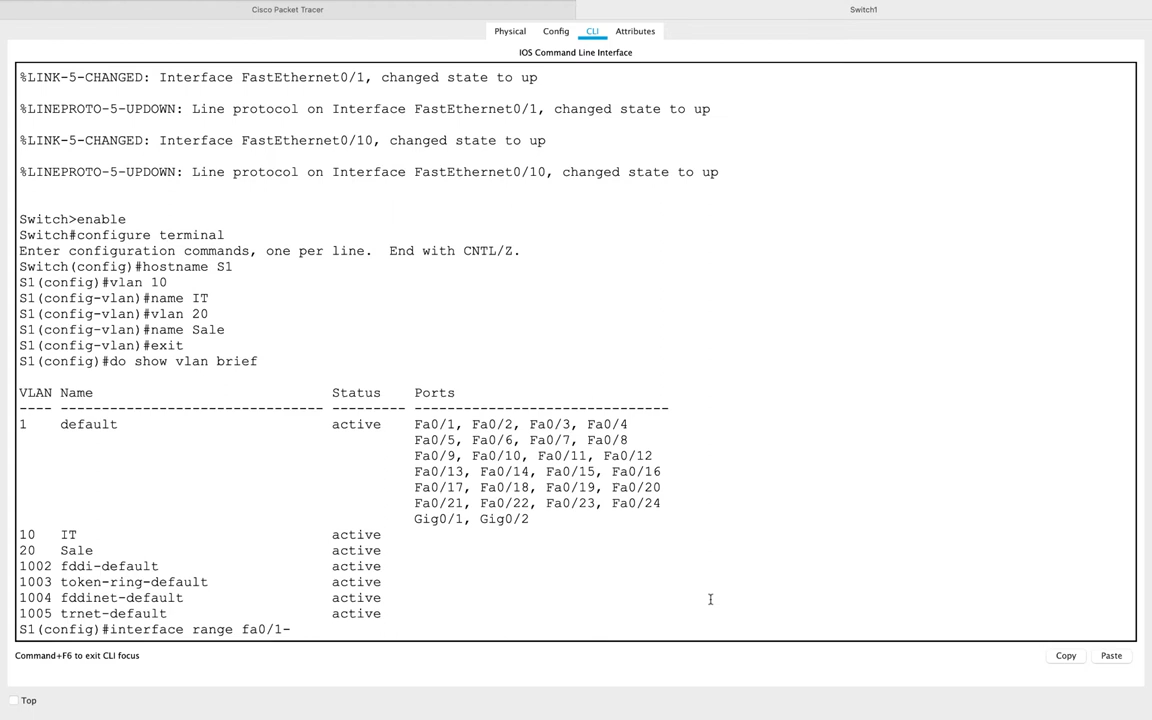 Cisco Packet Tracer
Switch1
Physical Config CLI Attributes
IOS Command Line Interface
%LINK-5-CHANGED: Interface FastEthernet0/1, changed state to up
%LINEPROTO-5-UPDOWN: Line protocol on Interface FastEthernet0/1, changed state to up
%LINK-5-CHANGED: Interface FastEthernet0/10, changed state to up
%LINEPROTO-5-UPDOWN: Line protocol on Interface FastEthernet0/10, changed state to up
Switch>enable
Switch#configure terminal
Enter configuration commands, one per line.  End with CNTL/Z.
Switch(config)#hostname S1
S1(config)#vlan 10
S1(config-vlan)#name IT
S1(config-vlan)#vlan 20
S1(config-vlan)#name Sale
S1(config-vlan)#exit
S1(config)#do show vlan brief
VLAN Name                             Status    Ports
---- -------------------------------- --------- -------------------------------
1    default                          active    Fa0/1, Fa0/2, Fa0/3, Fa0/4
                                                Fa0/5, Fa0/6, Fa0/7, Fa0/8
                                                Fa0/9, Fa0/10, Fa0/11, Fa0/12
                                                Fa0/13, Fa0/14, Fa0/15, Fa0/16
                                                Fa0/17, Fa0/18, Fa0/19, Fa0/20
                                                Fa0/21, Fa0/22, Fa0/23, Fa0/24
                                                Gig0/1, Gig0/2
10   IT                               active
20   Sale                             active
1002 fddi-default                     active
1003 token-ring-default               active
1004 fddinet-default                  active
1005 trnet-default                    active
S1(config)#interface range fa0/1-
Command+F6 to exit CLI focus
Copy Paste
Top